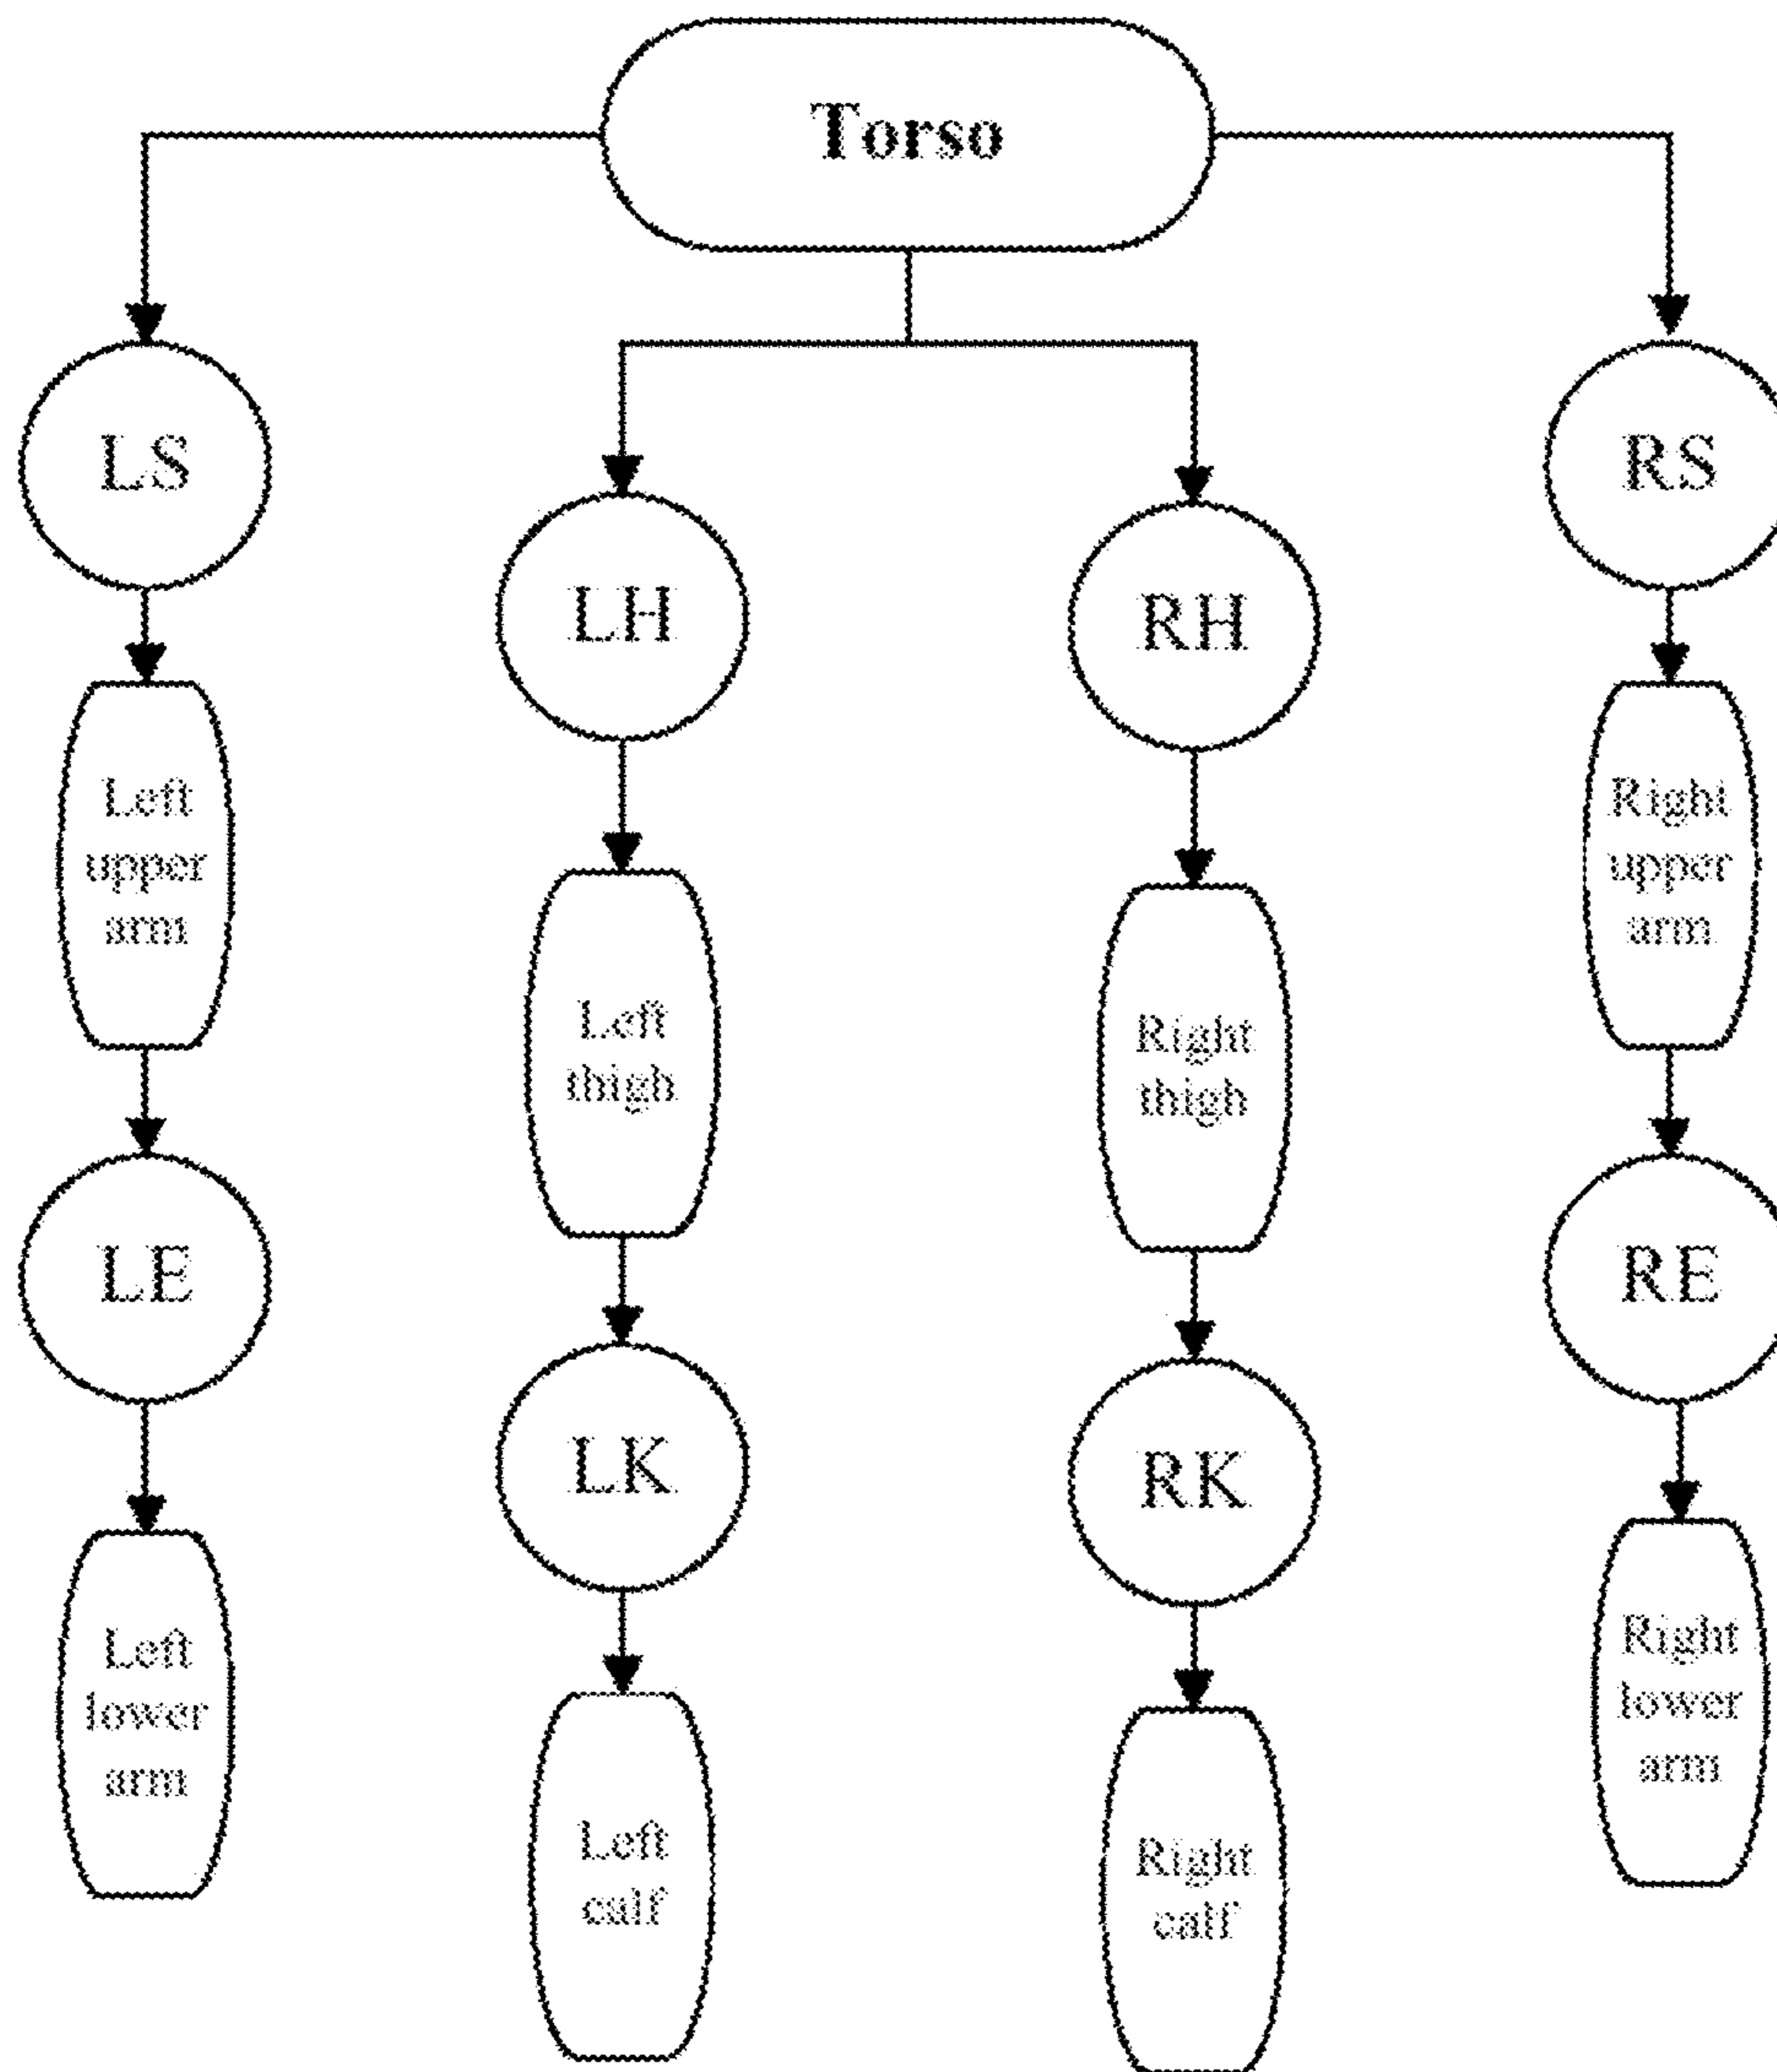 Torso
LS
RS
LH
RH
Left
upper
arm
Right
upper
arm
Left
thigh
Right
thigh
LE
RE
LK
RK
Left
lower
arm
Right
lower
arm
Left
calf
Right
calf